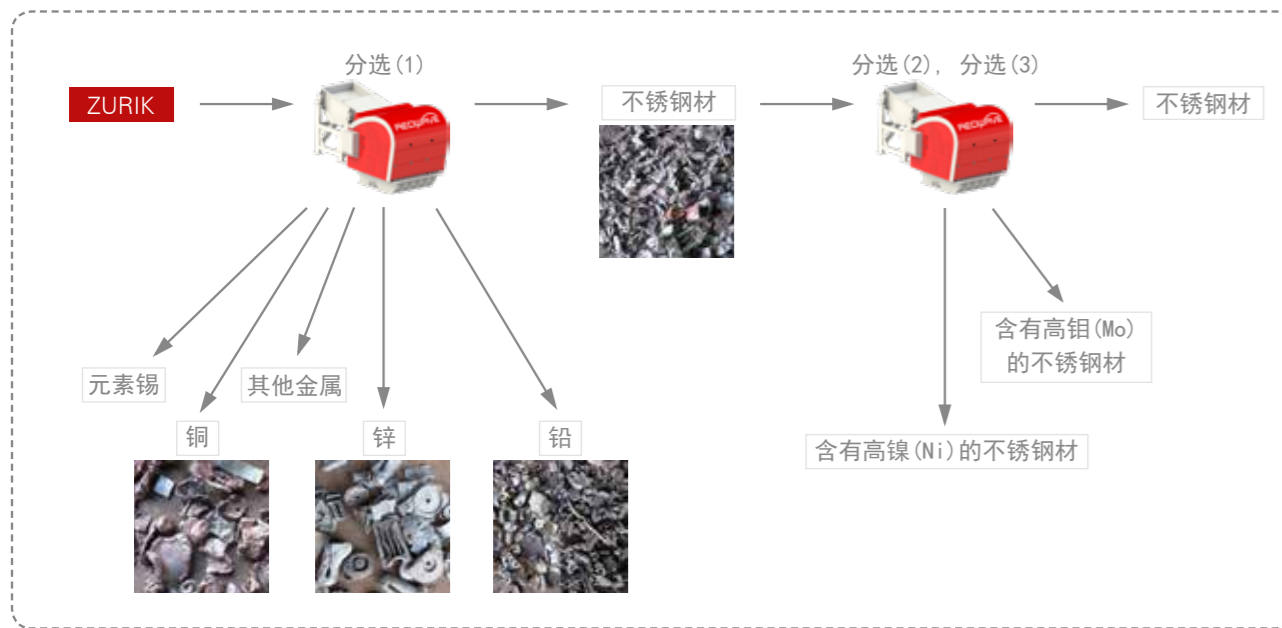 分选(1)
分选(2), 分选(3)
ZURIK
不锈钢材
不锈钢材
REDWAVE
REDWAVE
含有高钼(Mo)
的不锈钢材
元素锡
其他金属
铜
锌
铅
含有高镍(Ni)的不锈钢材